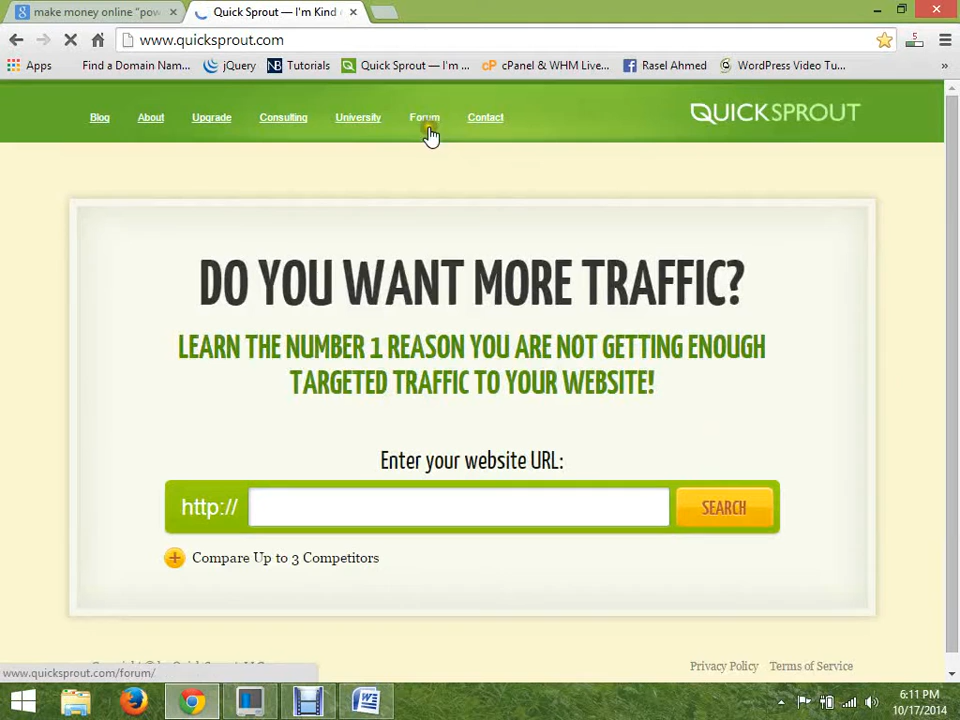 make money online "pow
Quick Sprout — I'm Kind
www.quicksprout.com
5
Apps
Find a Domain Nam...
jQuery
NB Tutorials
Quick Sprout — I'm ...
cP cPanel & WHM Live...
Rasel Ahmed
WordPress Video Tu...
»
Blog
About
Upgrade
Consulting
University
Forum
Contact
QUICKSPROUT
DO YOU WANT MORE TRAFFIC?
LEARN THE NUMBER 1 REASON YOU ARE NOT GETTING ENOUGH
TARGETED TRAFFIC TO YOUR WEBSITE!
Enter your website URL:
http://
SEARCH
Compare Up to 3 Competitors
Privacy Policy
Terms of Service
www.quicksprout.com/forum/
6:11 PM
10/17/2014